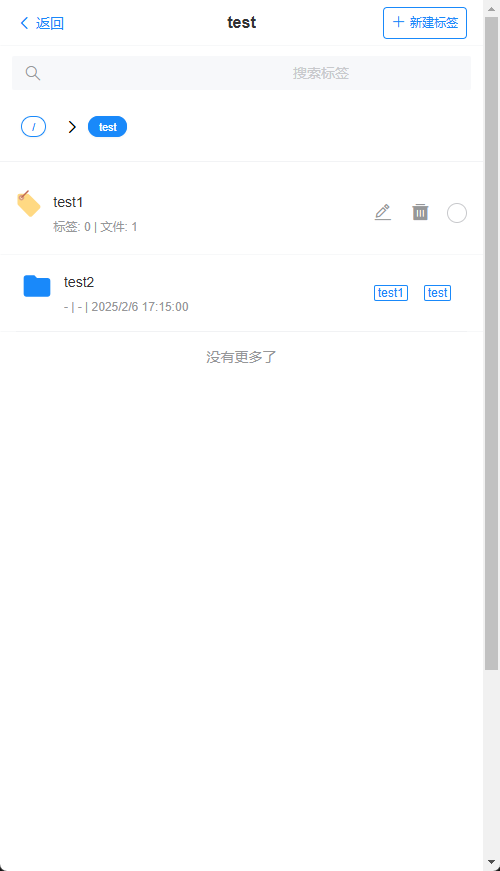 返回 test 新建标签
搜索标签
/ test
test1
标签: 0 | 文件: 1
test2
- | - | 2025/2/6 17:15:00
test1 test
没有更多了